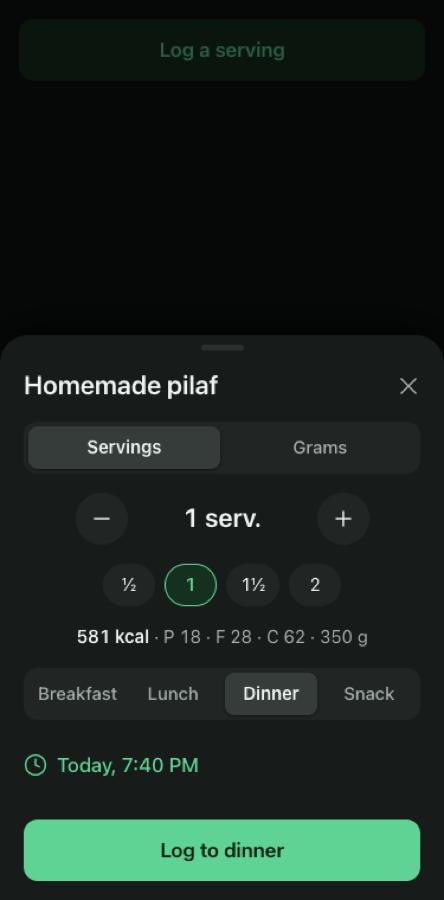 Log a serving
Homemade pilaf
Servings Grams
− 1 serv. +
½ 1 1½ 2
581 kcal · P 18 · F 28 · C 62 · 350 g
Breakfast Lunch Dinner Snack
Today, 7:40 PM
Log to dinner